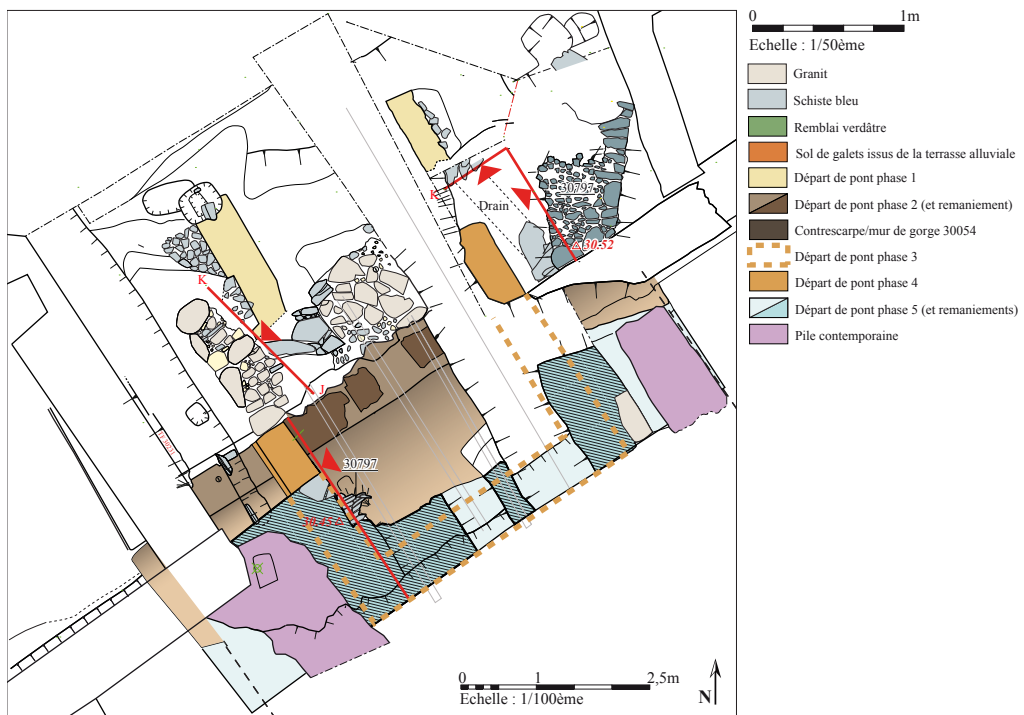 0 1m
Echelle : 1/50ème
Granit
Schiste bleu
Remblai verdâtre
Sol de galets issus de la terrasse alluviale
Départ de pont phase 1
Départ de pont phase 2 (et remaniement)
Contrescarpe/mur de gorge 30054
Départ de pont phase 3
Départ de pont phase 4
Départ de pont phase 5 (et remaniements)
Pile contemporaine
K
30797
Drain
30.52
K
J
30797
0 1 2,5m
Echelle : 1/100ème
N